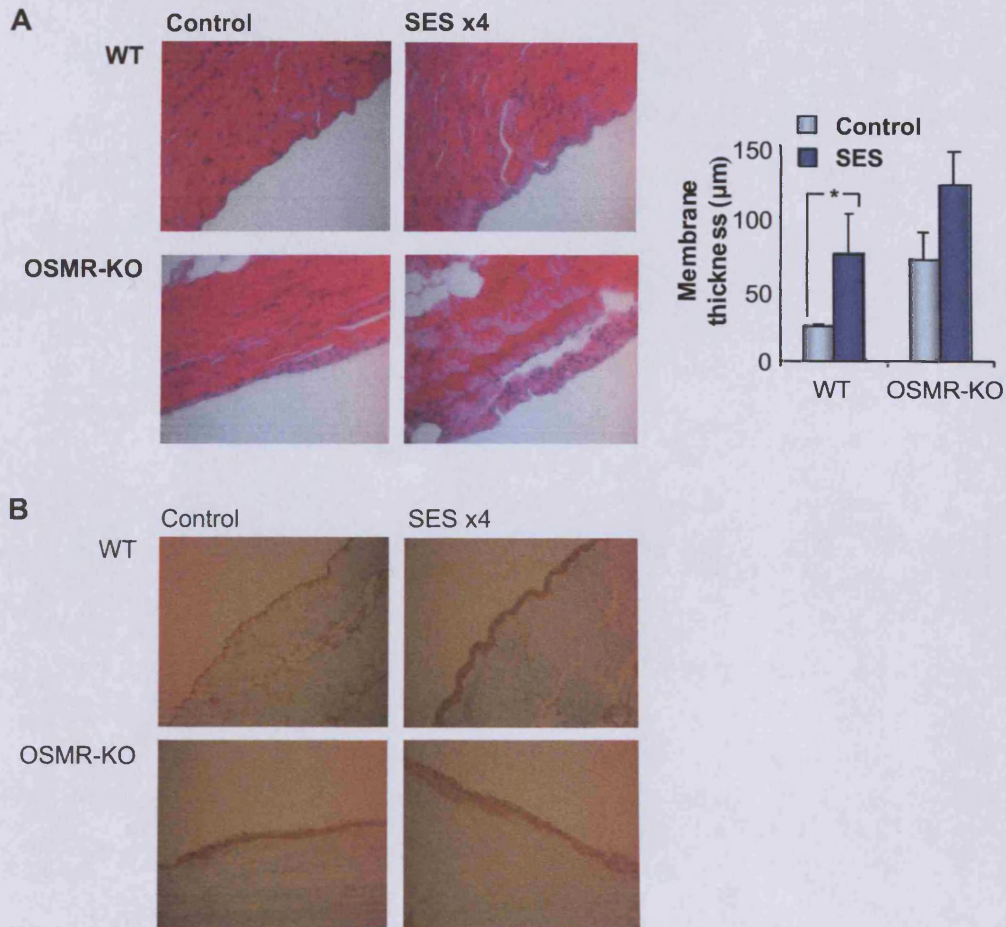 A
Control SES x4
WT
OSMR-KO
Control
SES
Membrane
thickness (µm)
150
100
50
0
*
WT OSMR-KO
B
Control SES x4
WT
OSMR-KO